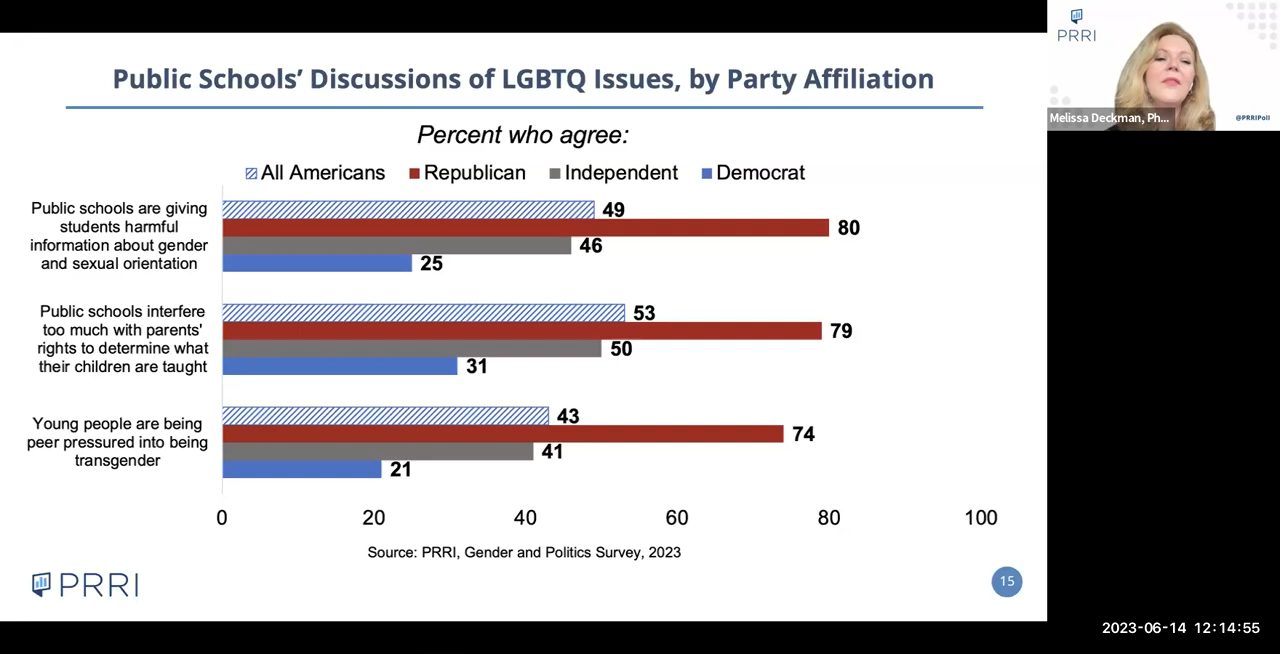 Public Schools' Discussions of LGBTQ Issues, by Party Affiliation
Percent who agree:
All Americans Republican Independent Democrat
Public schools are giving
students harmful
information about gender
and sexual orientation
49
80
46
25
Public schools interfere
too much with parents'
rights to determine what
their children are taught
53
79
50
31
Young people are being
peer pressured into being
transgender
43
74
41
21
0 20 40 60 80 100
Source: PRRI, Gender and Politics Survey, 2023
PRRI
15
PRRI
Melissa Deckman, Ph...
@PRRIPoll
2023-06-14 12:14:55